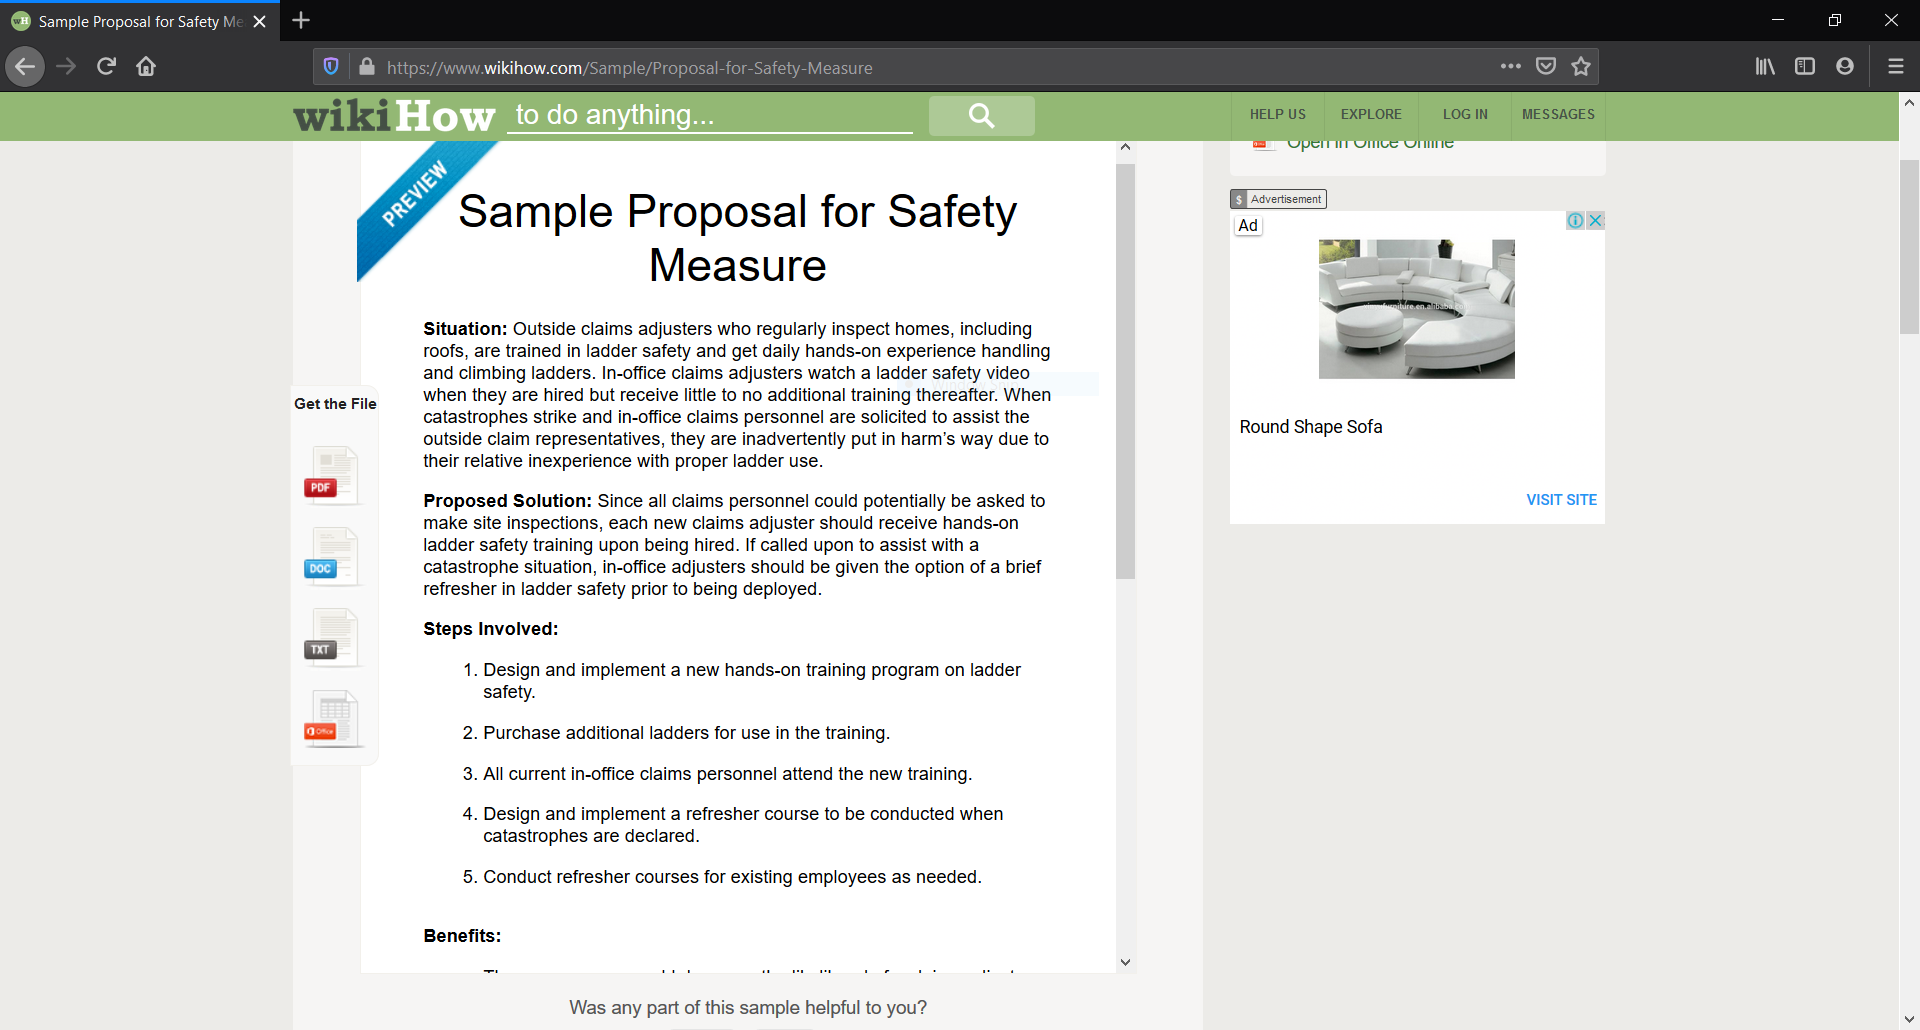 Sample Proposal for Safety Me
https://www.wikihow.com/Sample/Proposal-for-Safety-Measure
wikiHow to do anything...
HELP US EXPLORE LOG IN MESSAGES
Open in Office Online
PREVIEW
Sample Proposal for Safety
Measure
Situation: Outside claims adjusters who regularly inspect homes, including
roofs, are trained in ladder safety and get daily hands-on experience handling
and climbing ladders. In-office claims adjusters watch a ladder safety video
when they are hired but receive little to no additional training thereafter. When
catastrophes strike and in-office claims personnel are solicited to assist the
outside claim representatives, they are inadvertently put in harm's way due to
their relative inexperience with proper ladder use.
Proposed Solution: Since all claims personnel could potentially be asked to
make site inspections, each new claims adjuster should receive hands-on
ladder safety training upon being hired. If called upon to assist with a
catastrophe situation, in-office adjusters should be given the option of a brief
refresher in ladder safety prior to being deployed.
Steps Involved:
1. Design and implement a new hands-on training program on ladder
safety.
2. Purchase additional ladders for use in the training.
3. All current in-office claims personnel attend the new training.
4. Design and implement a refresher course to be conducted when
catastrophes are declared.
5. Conduct refresher courses for existing employees as needed.
Benefits:
Was any part of this sample helpful to you?
Get the File
PDF
DOC
TXT
Office
$ Advertisement
Ad
Round Shape Sofa
VISIT SITE